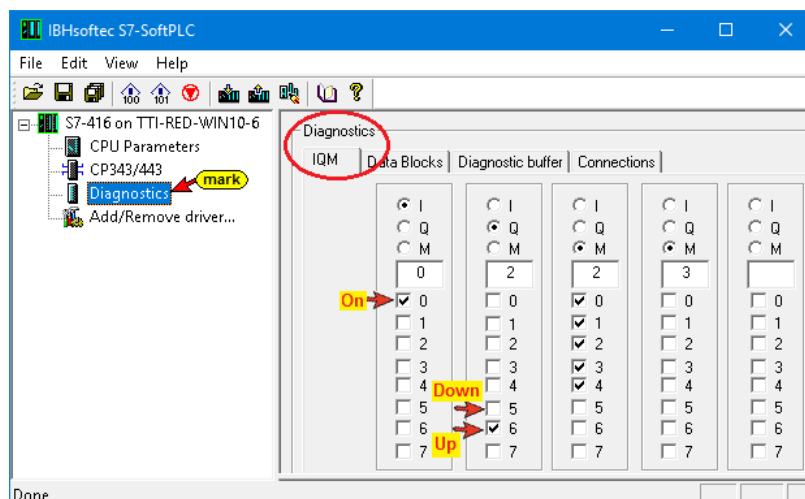 IBHsoftec S7-SoftPLC
File Edit View Help
100 101
S7-416 on TTI-RED-WIN10-6
CPU Parameters
CP343/443
Diagnostics
mark
Add/Remove driver...
Diagnostics
IQM Data Blocks Diagnostic buffer Connections
I I I I I
Q Q Q Q Q
M M M M M
0 2 2 3
On 0 0 0 0 0
1 1 1 1 1
2 2 2 2 2
3 3 3 3 3
4 4 4 4 4
Down
5 5 5 5 5
6 6 6 6 6
Up
7 7 7 7 7
Done